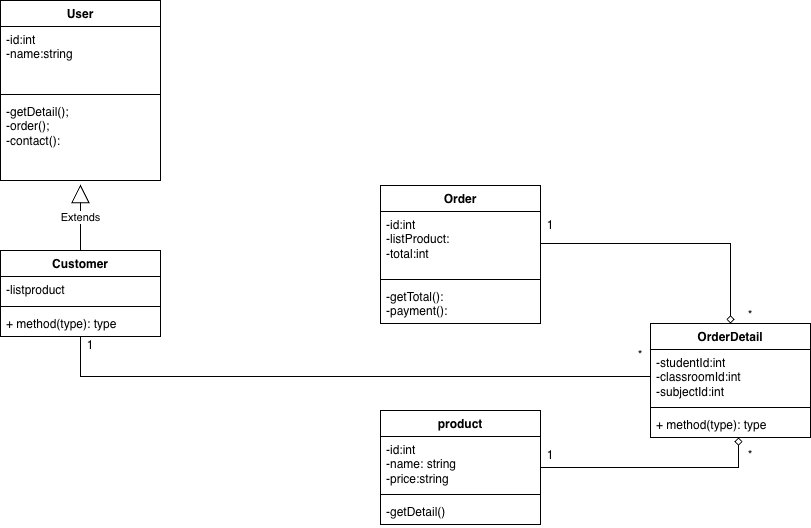 User
-id:int
-name:string
-getDetail();
-order();
-contact():
Extends
Customer
-listproduct
+ method(type): type
1
*
Order
-id:int
-listProduct:
-total:int
-getTotal():
-payment():
1
*
OrderDetail
-studentId:int
-classroomId:int
-subjectId:int
+ method(type): type
product
-id:int
-name: string
-price:string
-getDetail()
1
*